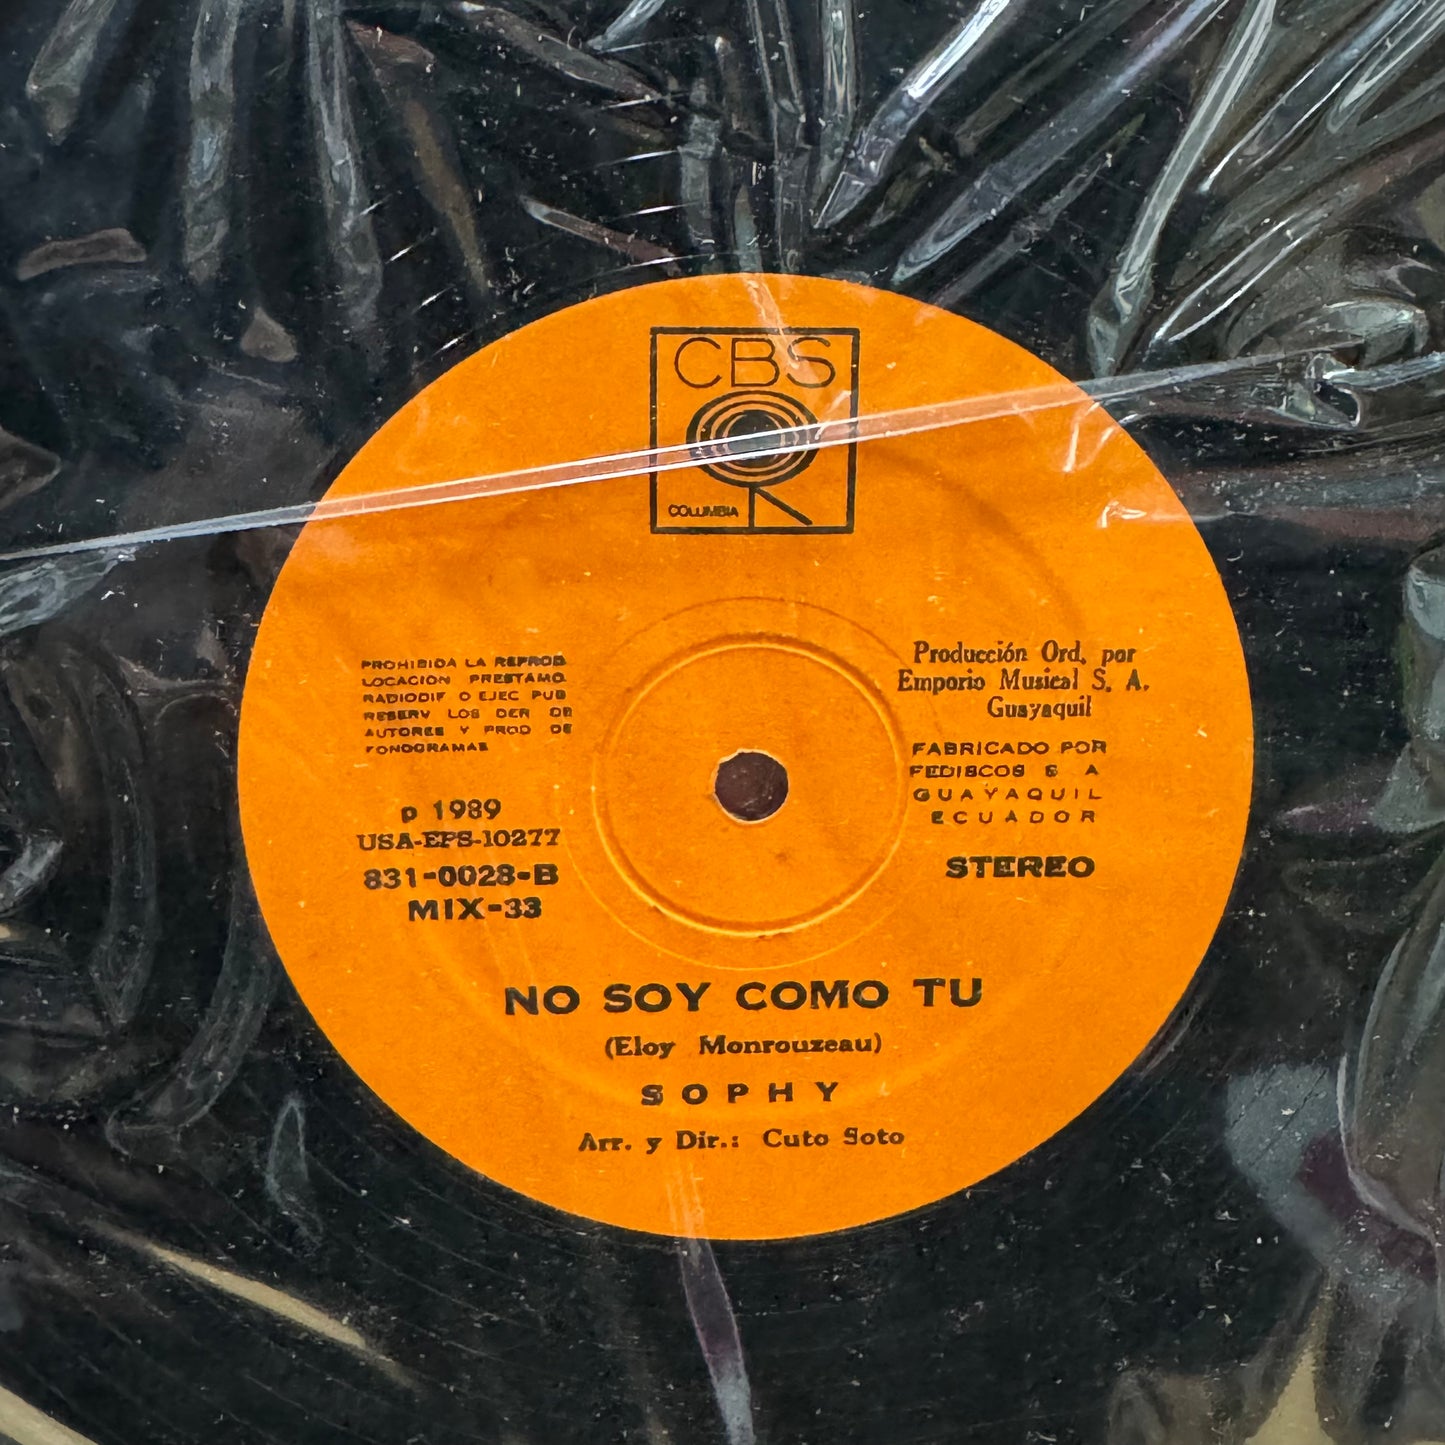 CBS
COLUMBIA
PROHIBIDA LA REPROD.
LOCACION PRESTAMO.
RADIODIF O EJEC PUB
RESERV LOS DER DE
AUTORES Y PROD DE
FONOGRAMAS
p 1989
USA-EPS-10277
831-0028-B
MIX-33
Producción Ord. por
Emporio Musical S. A.
Guayaquil
FABRICADO POR
FEDISCOS S A
GUAYAQUIL
ECUADOR
STEREO
NO SOY COMO TU
(Eloy Monrouzeau)
SOPHY
Arr. y Dir.: Cuto Soto